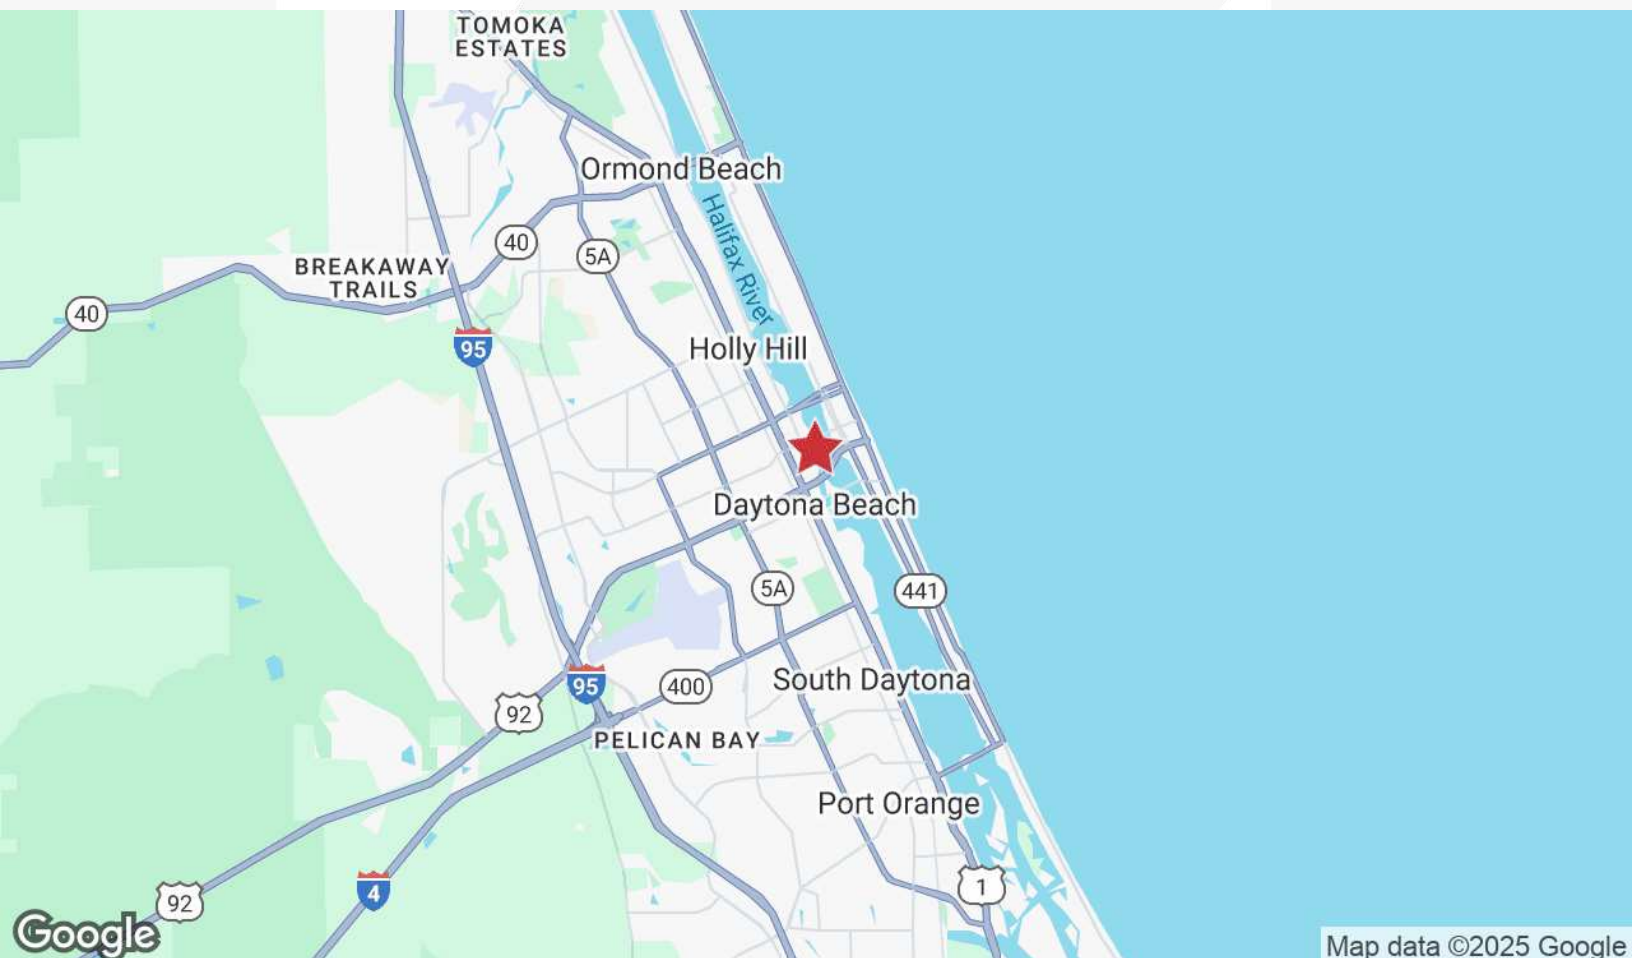 TOMOKA
ESTATES
Ormond Beach
Halifax River
40
5A
BREAKAWAY
TRAILS
40
95
Holly Hill
Daytona Beach
5A
441
95
400
South Daytona
92
PELICAN BAY
Port Orange
1
4
92
Google
Map data ©2025 Google